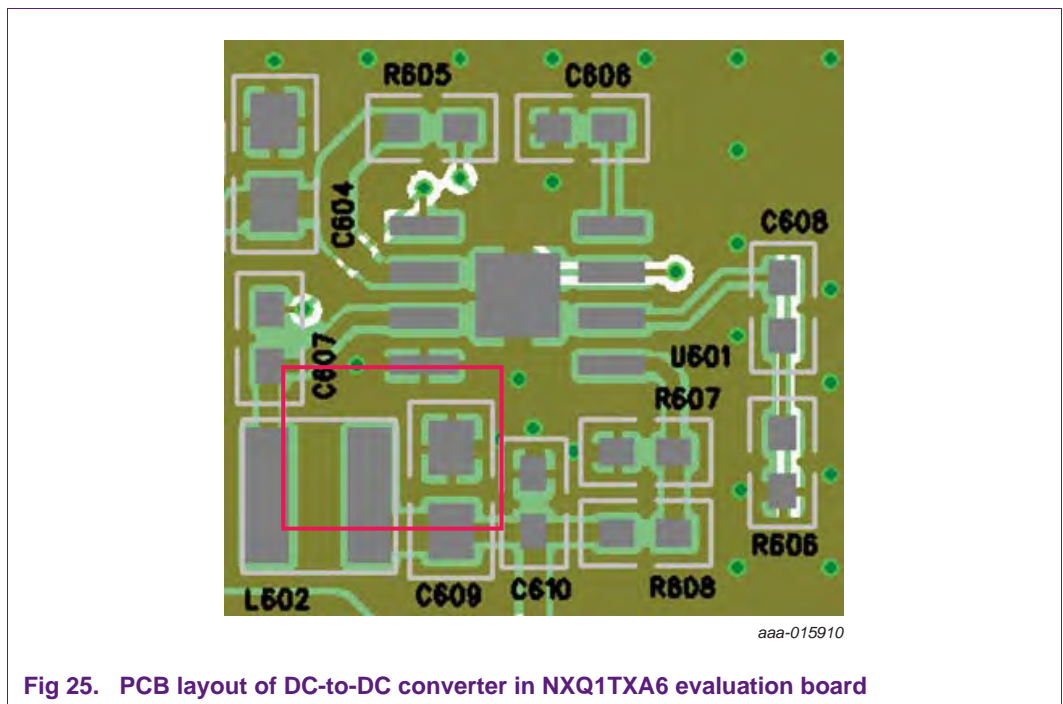 R605
C606
C604
C608
C607
U601
R607
R606
L602
C609
C610
R608
aaa-015910
Fig 25. PCB layout of DC-to-DC converter in NXQ1TXA6 evaluation board